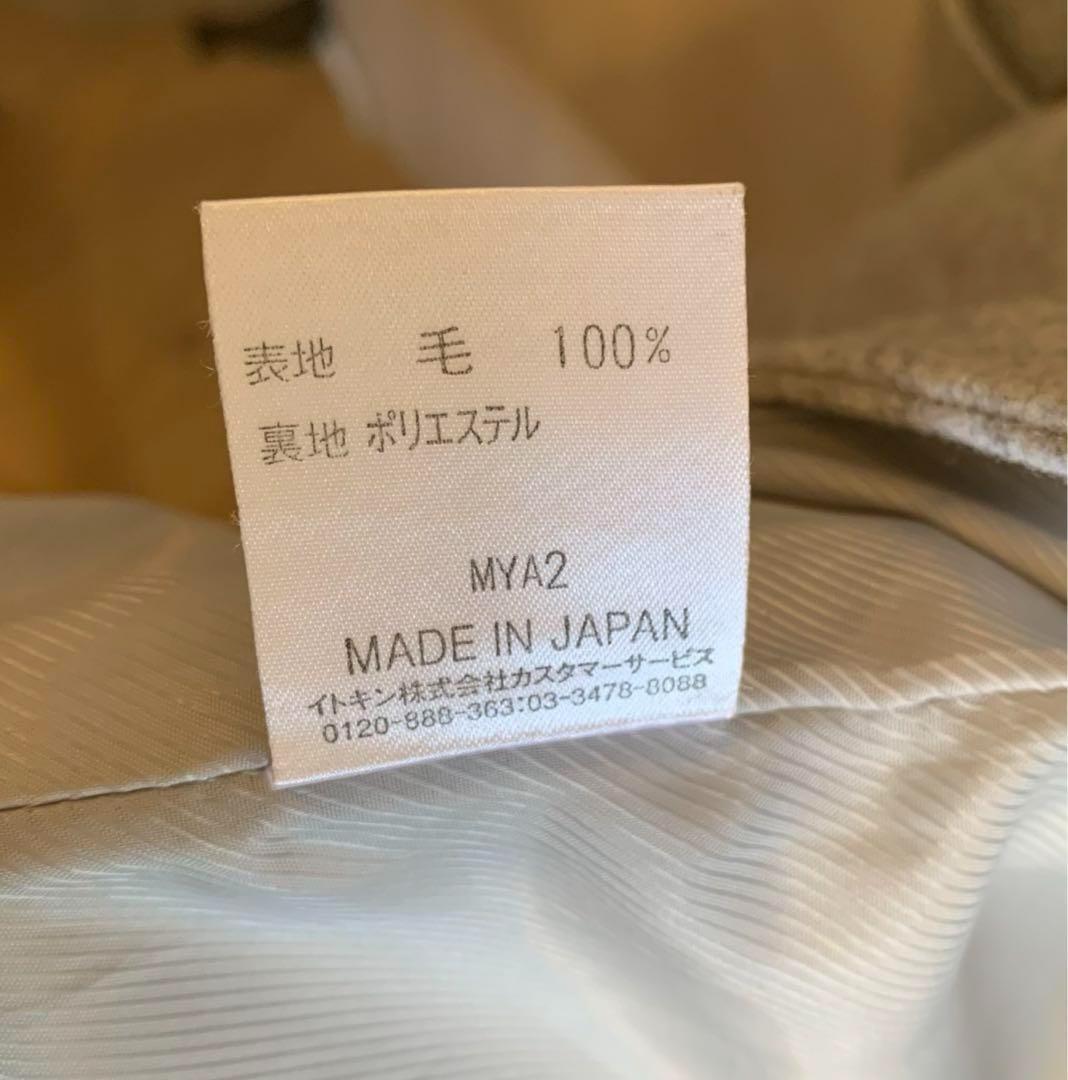 表地 毛 100%
裏地 ポリエステル
MYA2
MADE IN JAPAN
イトキン株式会社カスタマーサービス
0120-888-363:03-3478-8088